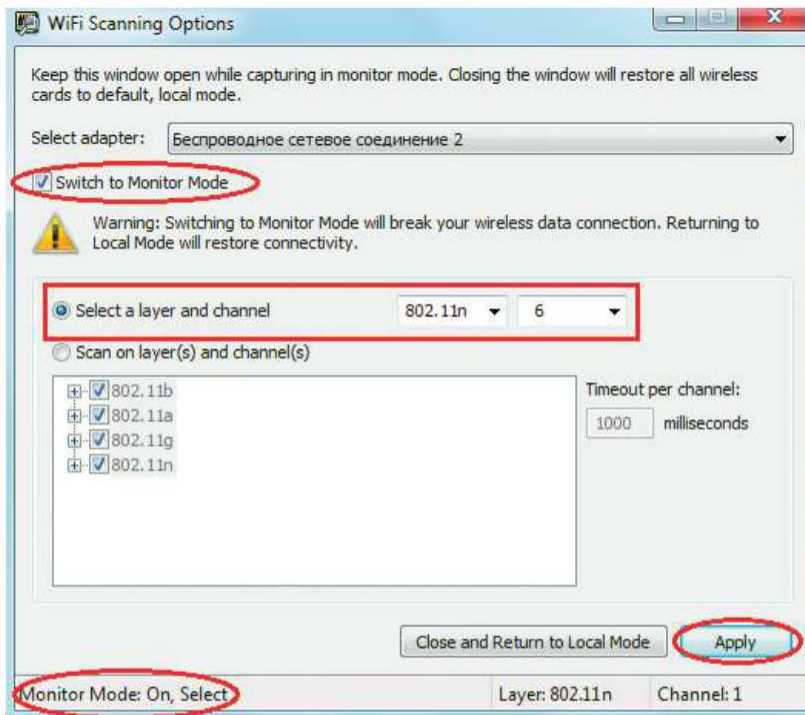 WiFi Scanning Options
Keep this window open while capturing in monitor mode. Closing the window will restore all wireless
cards to default, local mode.
Select adapter: Беспроводное сетевое соединение 2
Switch to Monitor Mode
Warning: Switching to Monitor Mode will break your wireless data connection. Returning to
Local Mode will restore connectivity.
Select a layer and channel 802.11n 6
Scan on layer(s) and channel(s)
802.11b
802.11a
802.11g
802.11n
Timeout per channel:
1000 milliseconds
Close and Return to Local Mode Apply
Monitor Mode: On, Select Layer: 802.11n Channel: 1